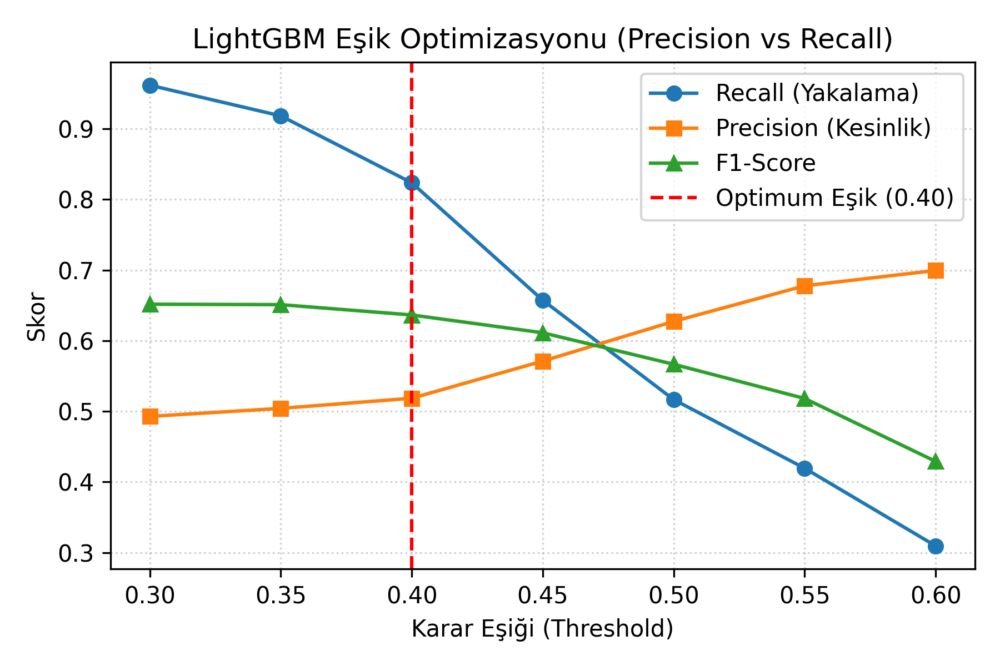 LightGBM Eşik Optimizasyonu (Precision vs Recall)
Recall (Yakalama)
Precision (Kesinlik)
F1-Score
Optimum Eşik (0.40)
Skor
0.9
0.8
0.7
0.6
0.5
0.4
0.3
0.30 0.35 0.40 0.45 0.50 0.55 0.60
Karar Eşiği (Threshold)